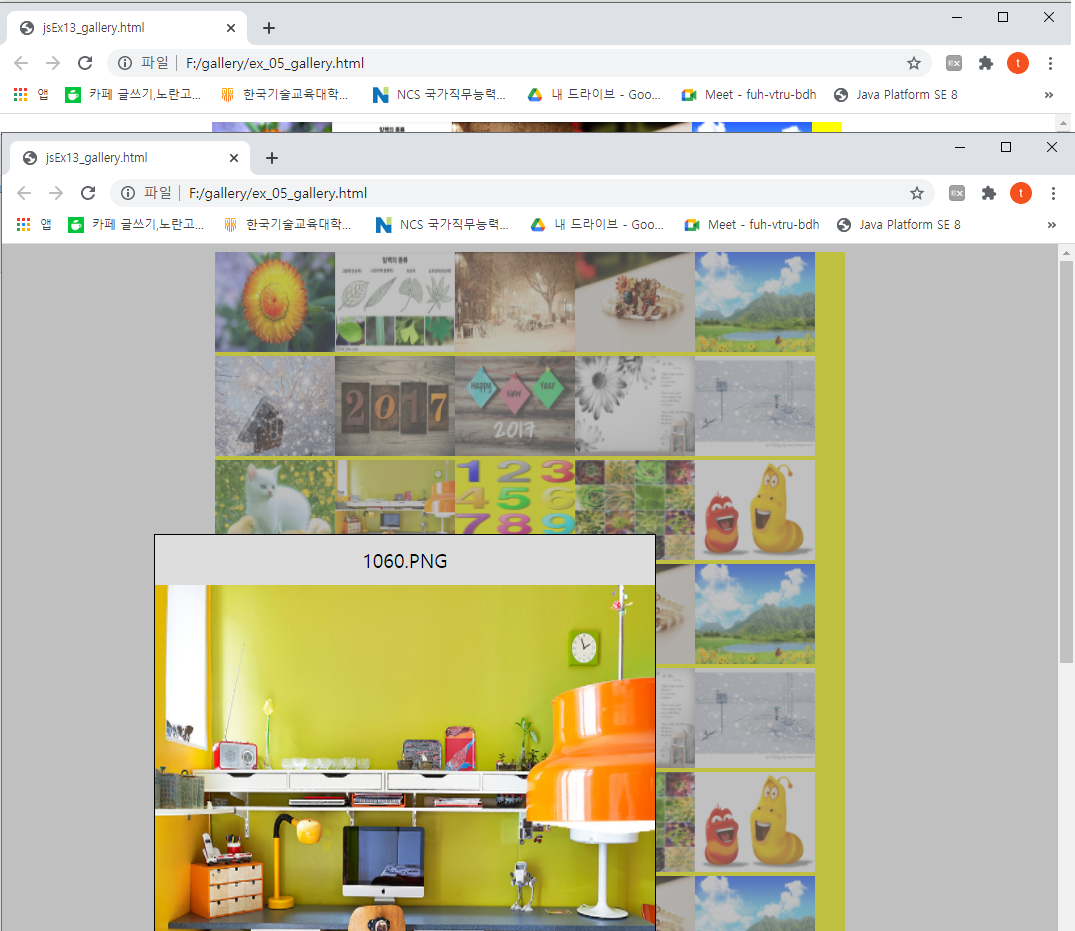 jsEx13_gallery.html
파일 F:/gallery/ex_05_gallery.html
앱 카페 글쓰기,노란고... 한국기술교육대학... NCS 국가직무능력... 내 드라이브 - Goo... Meet - fuh-vtru-bdh Java Platform SE 8 »
jsEx13_gallery.html
파일 F:/gallery/ex_05_gallery.html
앱 카페 글쓰기,노란고... 한국기술교육대학... NCS 국가직무능력... 내 드라이브 - Goo... Meet - fuh-vtru-bdh Java Platform SE 8 »
잎맥의 종류
2017
Happy New Year
2017
1 2 3
4 5 6
7 8 9
1060.PNG